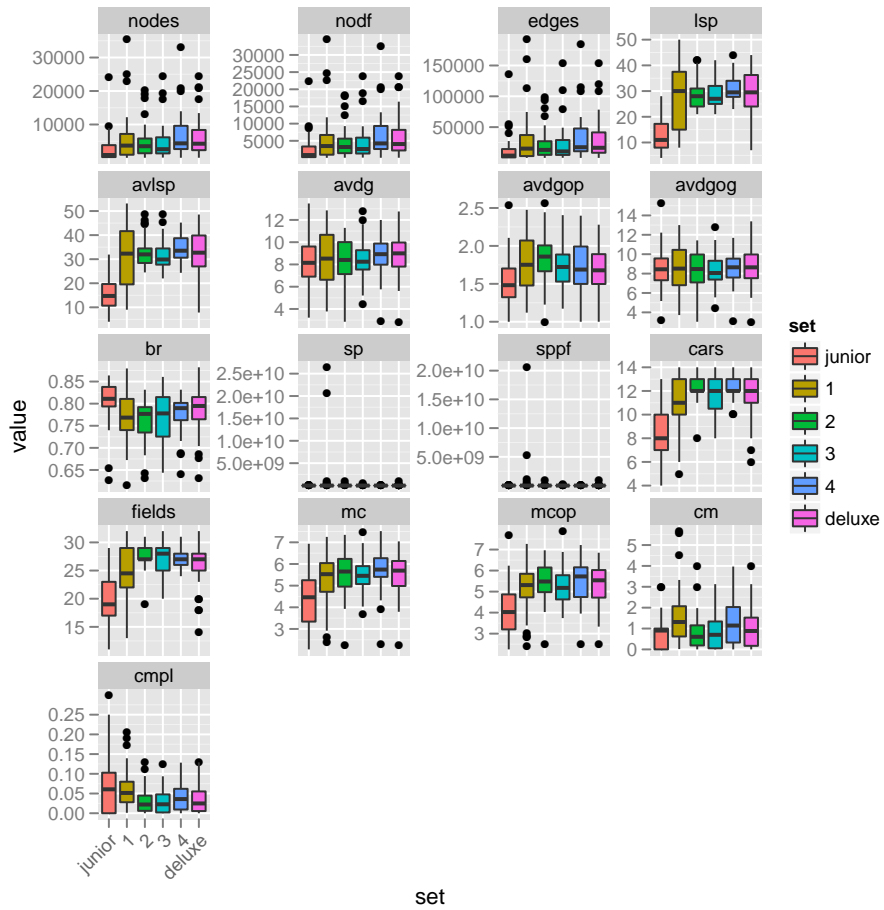 nodes
nodf
edges
lsp
30000
20000
10000
30000
25000
20000
15000
10000
5000
150000
100000
50000
50
40
30
20
10
avlsp
avdg
avdgop
avdgog
50
40
30
20
10
12
10
8
6
4
2.5
2.0
1.5
1.0
14
12
10
8
6
4
br
sp
sppf
cars
0.85
0.80
0.75
0.70
0.65
2.5e+10
2.0e+10
1.5e+10
1.0e+10
5.0e+09
2.0e+10
1.5e+10
1.0e+10
5.0e+09
14
12
10
8
6
4
fields
mc
mcop
cm
30
25
20
15
7
6
5
4
3
7
6
5
4
3
5
4
3
2
1
0
cmpl
0.25
0.20
0.15
0.10
0.05
0.00
junior
1
2
3
4
deluxe
value
set
set
junior
1
2
3
4
deluxe